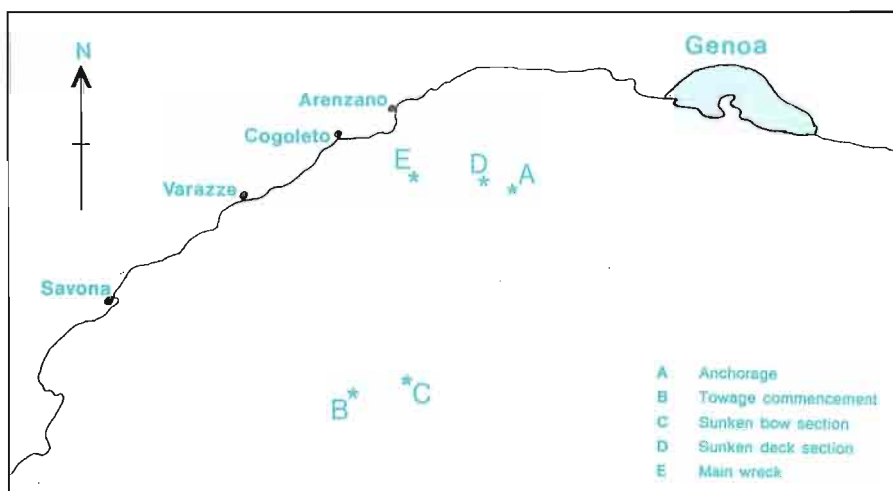 N
Genoa
Arenzano
Cogoleto
E
D
A
Varazze
Savona
B
C
A Anchorage
B Towage commencement
C Sunken bow section
D Sunken deck section
E Main wreck